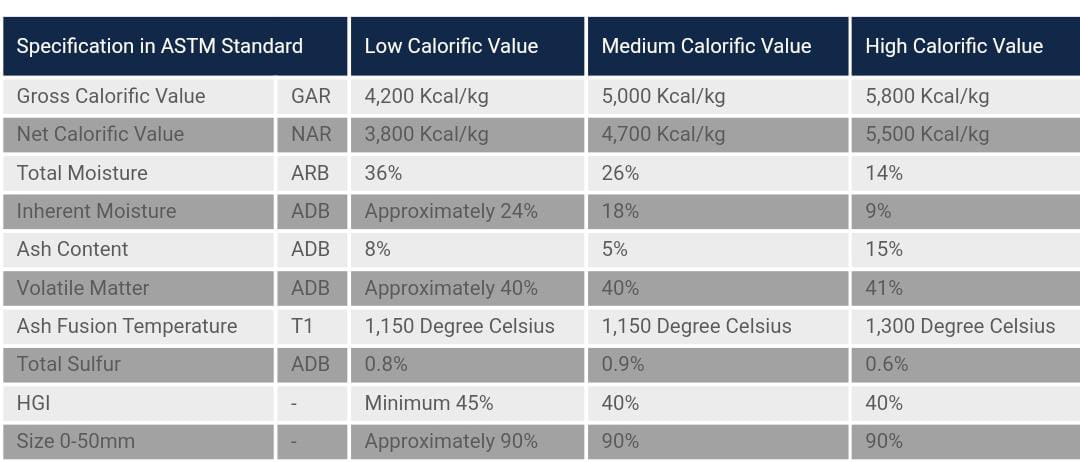 Specification in ASTM Standard Low Calorific Value Medium Calorific Value High Calorific Value
Gross Calorific Value GAR 4,200 Kcal/kg 5,000 Kcal/kg 5,800 Kcal/kg
Net Calorific Value NAR 3,800 Kcal/kg 4,700 Kcal/kg 5,500 Kcal/kg
Total Moisture ARB 36% 26% 14%
Inherent Moisture ADB Approximately 24% 18% 9%
Ash Content ADB 8% 5% 15%
Volatile Matter ADB Approximately 40% 40% 41%
Ash Fusion Temperature T1 1,150 Degree Celsius 1,150 Degree Celsius 1,300 Degree Celsius
Total Sulfur ADB 0.8% 0.9% 0.6%
HGI - Minimum 45% 40% 40%
Size 0-50mm - Approximately 90% 90% 90%